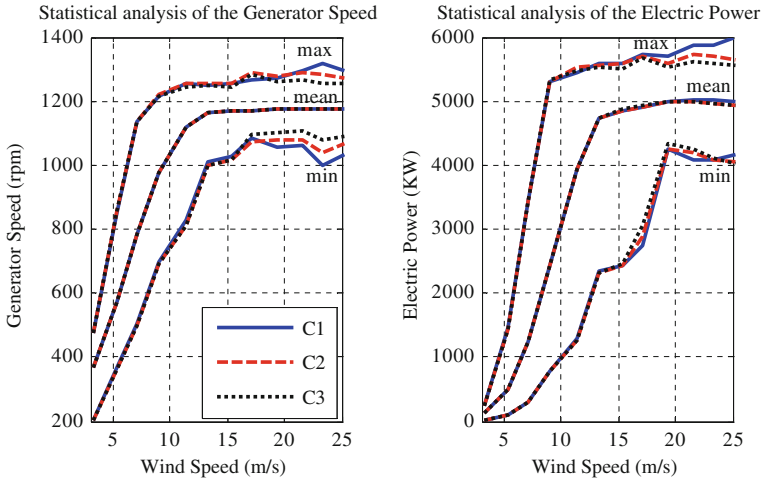 Statistical analysis of the Generator Speed
1400
1200
1000
800
600
400
200
Generator Speed (rpm)
max
mean
min
C1
C2
C3
5
10
15
20
25
Wind Speed (m/s)
Statistical analysis of the Electric Power
6000
5000
4000
3000
2000
1000
0
Electric Power (KW)
max
mean
min
5
10
15
20
25
Wind Speed (m/s)